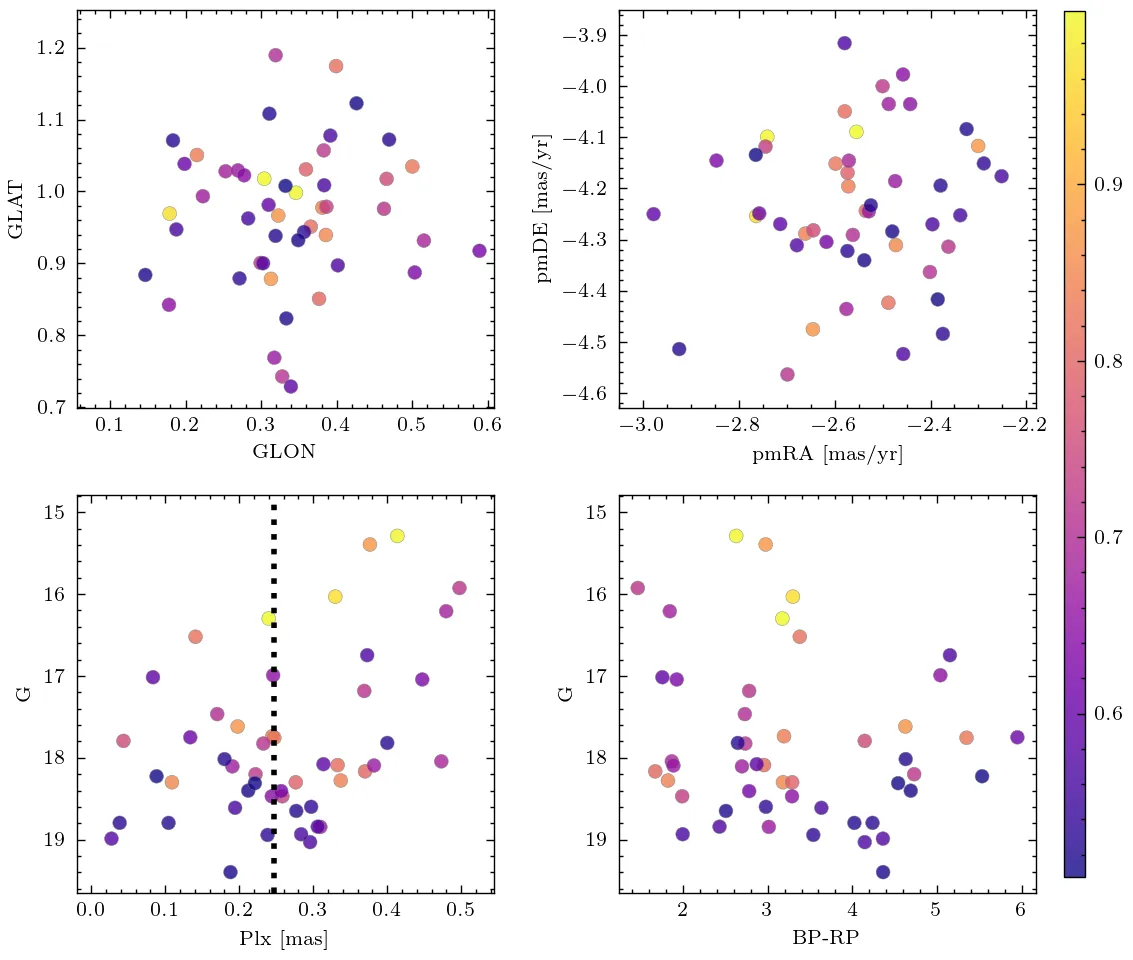 1.2
1.1
1.0
0.9
0.8
0.7
GLAT
0.1 0.2 0.3 0.4 0.5 0.6
GLON
−3.9
−4.0
−4.1
−4.2
−4.3
−4.4
−4.5
−4.6
pmDE [mas/yr]
−3.0 −2.8 −2.6 −2.4 −2.2
pmRA [mas/yr]
15
16
17
18
19
G
0.0 0.1 0.2 0.3 0.4 0.5
Plx [mas]
15
16
17
18
19
G
2 3 4 5 6
BP-RP
0.9
0.8
0.7
0.6